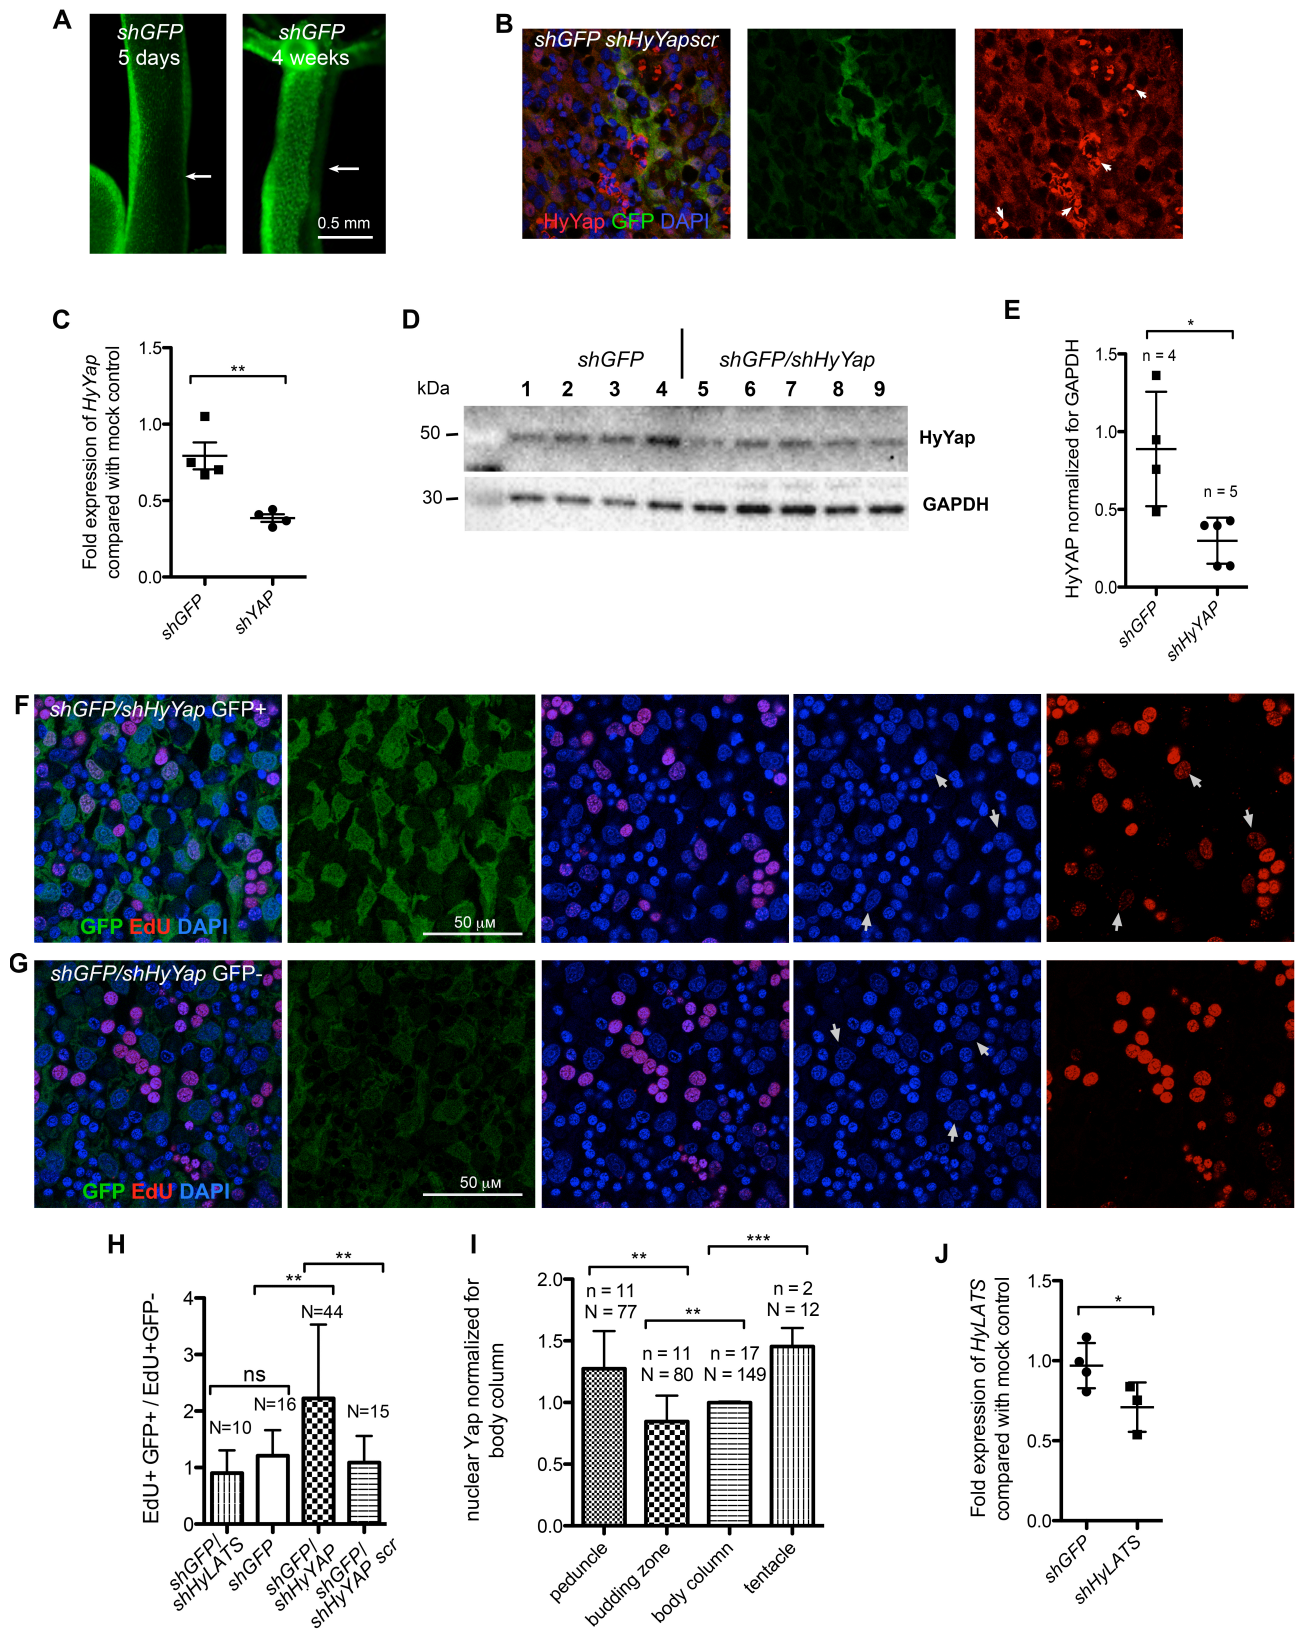 A
shGFP
5 days
shGFP
4 weeks
0.5 mm
B
shGFP shHyYapscr
HyYap GFP DAPI
C
Fold expression of HyYap
compared with mock control
1.5
1.0
0.5
0.0
**
shGFP
shYAP
D
shGFP
shGFP/shHyYap
kDa
1 2 3 4 5 6 7 8 9
50
HyYap
30
GAPDH
E
HyYAP normalized for GAPDH
1.5
1.0
0.5
0.0
*
n = 4
n = 5
shGFP
shHyYAP
F
shGFP/shHyYap GFP+
GFP EdU DAPI
50 μM
G
shGFP/shHyYap GFP-
GFP EdU DAPI
50 μM
H
EdU+ GFP+ / EdU+GFP-
4
3
2
1
0
**
**
ns
N=10
N=16
N=44
N=15
shGFP/
shHyLATS
shGFP
shGFP/
shHyYAP
shGFP/
shHyYAP scr
I
nuclear Yap normalized for
body column
2.0
1.5
1.0
0.5
0.0
**
**
***
n = 11
N = 77
n = 11
N = 80
n = 17
N = 149
n = 2
N = 12
peduncle
budding zone
body column
tentacle
J
Fold expression of HyLATS
compared with mock control
1.5
1.0
0.5
0.0
*
shGFP
shHyLATS